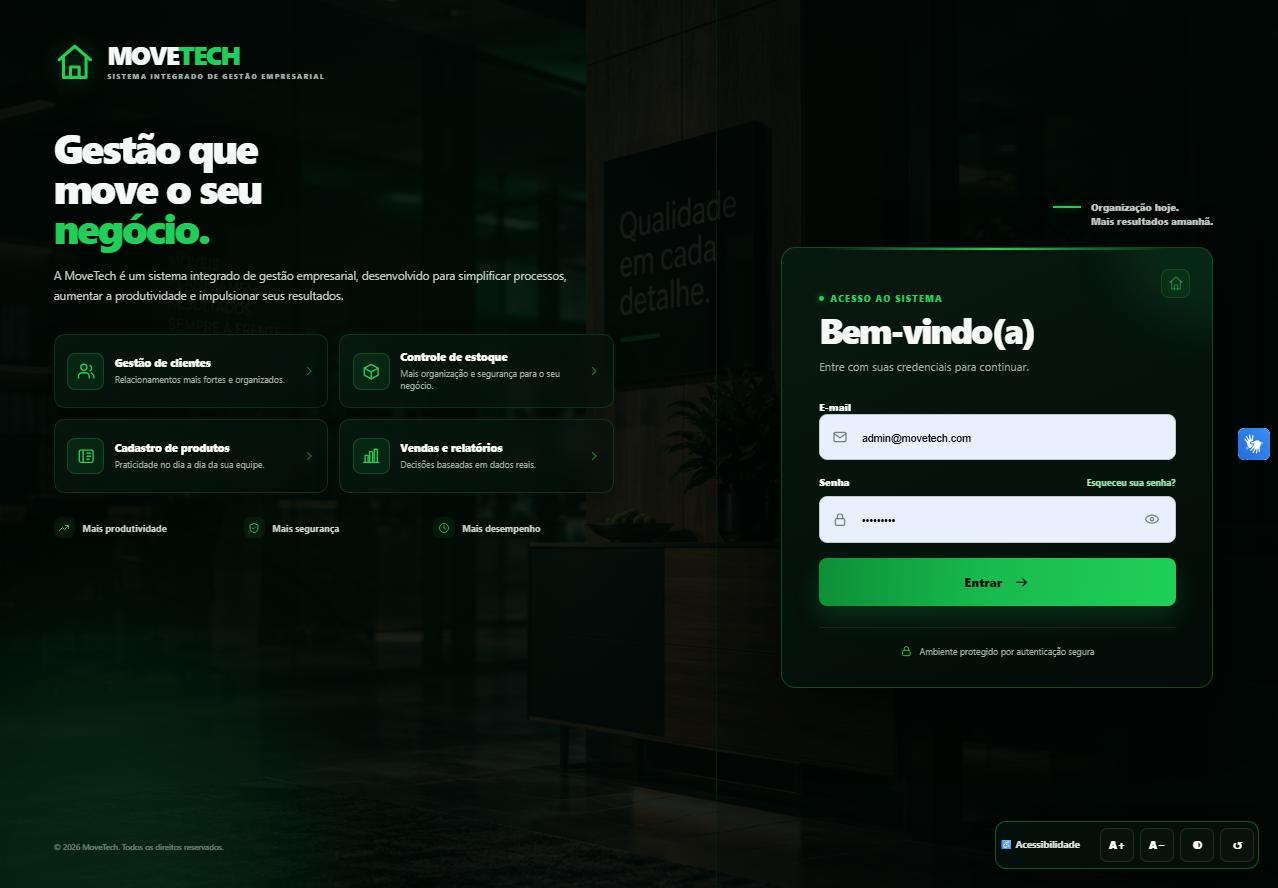 MOVETECH
SISTEMA INTEGRADO DE GESTÃO EMPRESARIAL
Gestão que
move o seu
negócio.
A MoveTech é um sistema integrado de gestão empresarial, desenvolvido para simplificar processos,
aumentar a produtividade e impulsionar seus resultados.
RESULTADOS
SEMPRE À FRENTE
Gestão de clientes
Relacionamentos mais fortes e organizados.
Controle de estoque
Mais organização e segurança para o seu
negócio.
Cadastro de produtos
Praticidade no dia a dia da sua equipe.
Vendas e relatórios
Decisões baseadas em dados reais.
Mais produtividade
Mais segurança
Mais desempenho
Qualidade
em cada
detalhe.
Organização hoje.
Mais resultados amanhã.
ACESSO AO SISTEMA
Bem-vindo(a)
Entre com suas credenciais para continuar.
E-mail
admin@movetech.com
Senha
Esqueceu sua senha?
•••••••••
Entrar →
Ambiente protegido por autenticação segura
© 2026 MoveTech. Todos os direitos reservados.
Acessibilidade
A+
A−